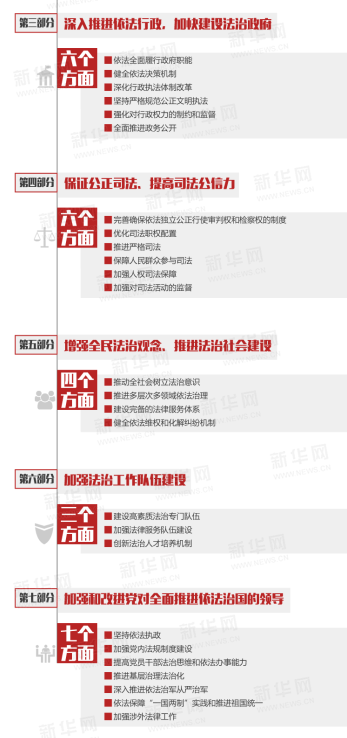 第三部分 深入推进依法行政，加快建设法治政府
六个方面
依法全面履行政府职能
健全依法决策机制
深化行政执法体制改革
坚持严格规范公正文明执法
强化对行政权力的制约和监督
全面推进政务公开
第四部分 保证公正司法、提高司法公信力
六个方面
完善确保依法独立公正行使审判权和检察权的制度
优化司法职权配置
推进严格司法
保障人民群众参与司法
加强人权司法保障
加强对司法活动的监督
第五部分 增强全民法治观念、推进法治社会建设
四个方面
推动全社会树立法治意识
推进多层次多领域依法治理
建设完备的法律服务体系
健全依法维权和化解纠纷机制
第六部分 加强法治工作队伍建设
三个方面
建设高素质法治专门队伍
加强法律服务队伍建设
创新法治人才培养机制
第七部分 加强和改进党对全面推进依法治国的领导
七个方面
坚持依法执政
加强党内法规制度建设
提高党员干部法治思维和依法办事能力
推进基层治理法治化
深入推进依法治军从严治军
依法保障“一国两制”实践和推进祖国统一
加强涉外法律工作
新华网
WWW.NEWS.CN